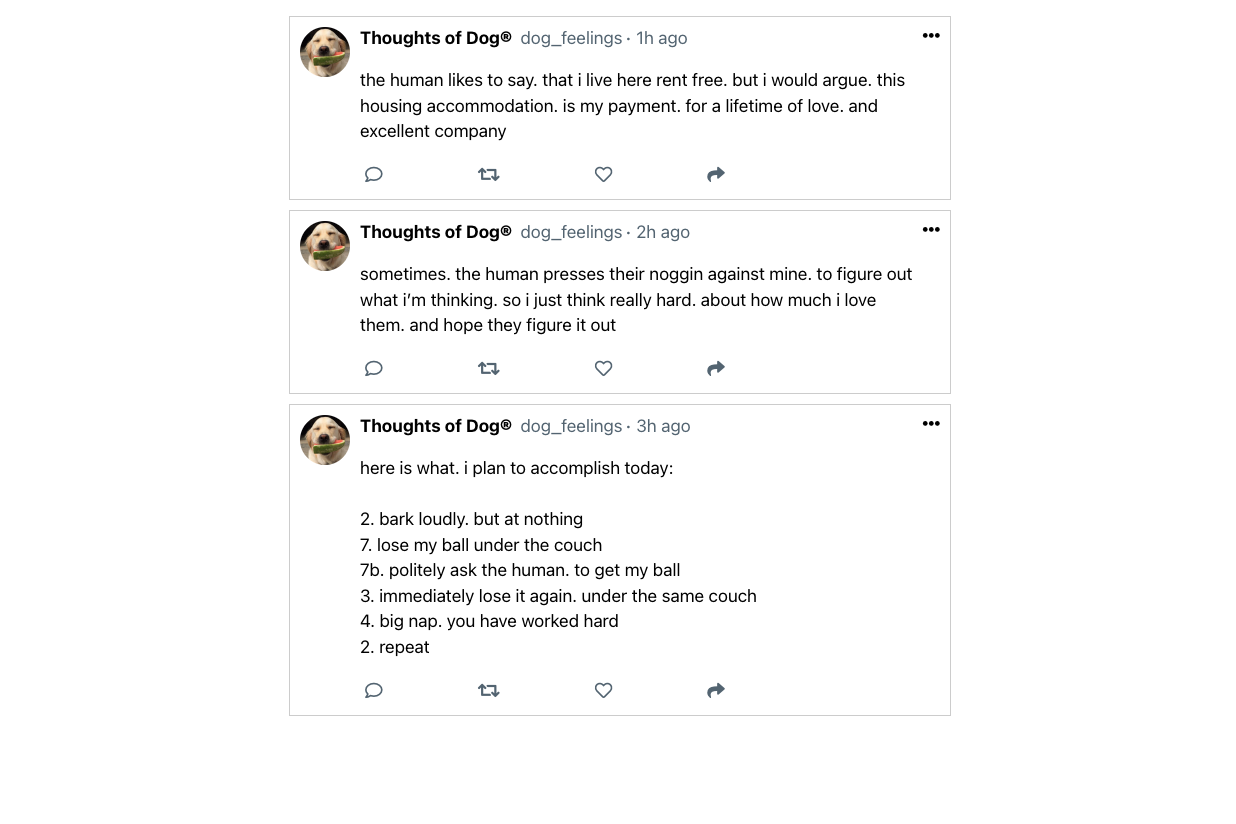 Thoughts of Dog® dog_feelings · 1h ago
the human likes to say. that i live here rent free. but i would argue. this
housing accommodation. is my payment. for a lifetime of love. and
excellent company
Thoughts of Dog® dog_feelings · 2h ago
sometimes. the human presses their noggin against mine. to figure out
what i’m thinking. so i just think really hard. about how much i love
them. and hope they figure it out
Thoughts of Dog® dog_feelings · 3h ago
here is what. i plan to accomplish today:
2. bark loudly. but at nothing
7. lose my ball under the couch
7b. politely ask the human. to get my ball
3. immediately lose it again. under the same couch
4. big nap. you have worked hard
2. repeat